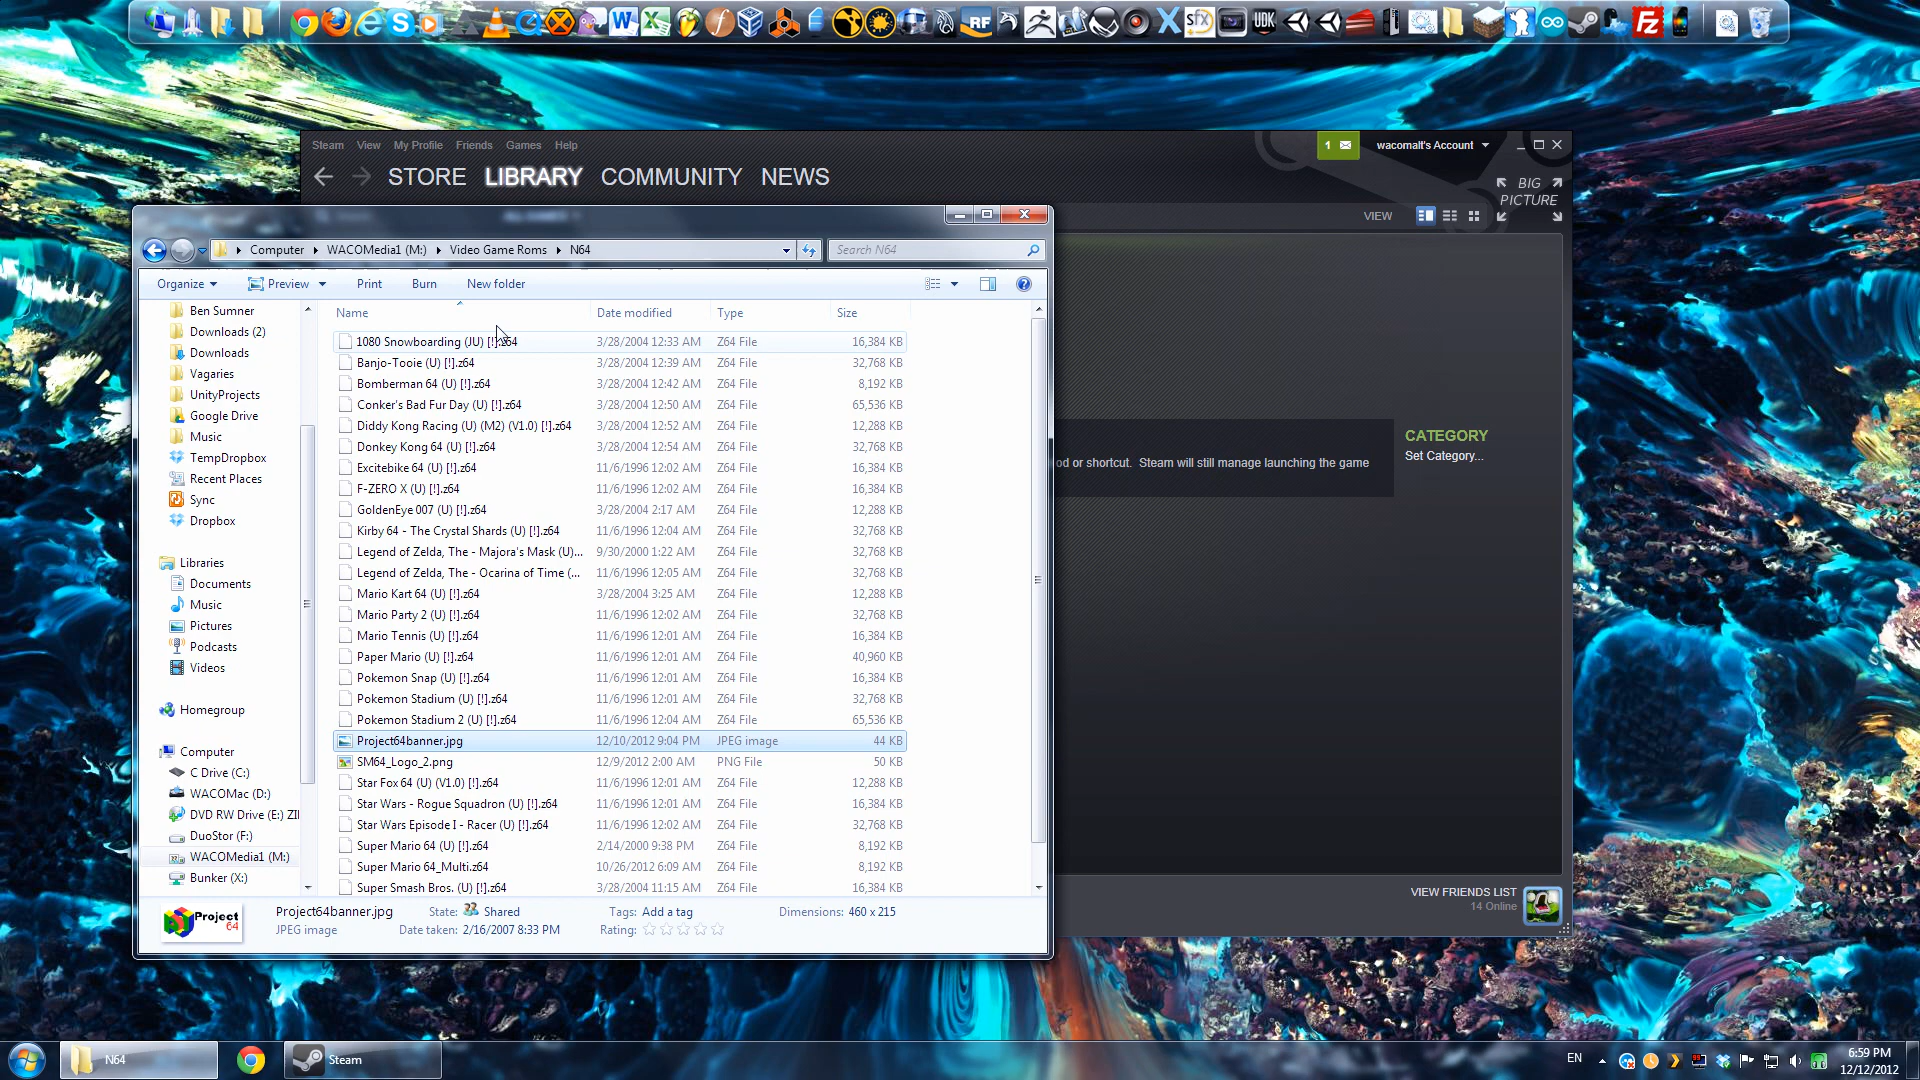 W
X
RF
sfx
UDK
Fz
Steam View My Profile Friends Games Help
1
wacomalt's Account
STORE LIBRARY COMMUNITY NEWS
BIG
PICTURE
VIEW
Computer WACOMedia1 (M:) Video Game Roms N64
Search N64
Organize Preview Print Burn New folder
Name Date modified Type Size
Ben Sumner
Downloads (2)
Downloads
Vagaries
UnityProjects
Google Drive
Music
TempDropbox
Recent Places
Sync
Dropbox
Libraries
Documents
Music
Pictures
Podcasts
Videos
Homegroup
Computer
C Drive (C:)
WACOMac (D:)
DVD RW Drive (E:) ZI
DuoStor (F:)
WACOMedia1 (M:)
Bunker (X:)
1080 Snowboarding (JU) [!].z64 3/28/2004 12:33 AM Z64 File 16,384 KB
Banjo-Tooie (U) [!].z64 3/28/2004 12:39 AM Z64 File 32,768 KB
Bomberman 64 (U) [!].z64 3/28/2004 12:42 AM Z64 File 8,192 KB
Conker's Bad Fur Day (U) [!].z64 3/28/2004 12:50 AM Z64 File 65,536 KB
Diddy Kong Racing (U) (M2) (V1.0) [!].z64 3/28/2004 12:52 AM Z64 File 12,288 KB
Donkey Kong 64 (U) [!].z64 3/28/2004 12:54 AM Z64 File 32,768 KB
Excitebike 64 (U) [!].z64 11/6/1996 12:02 AM Z64 File 16,384 KB
F-ZERO X (U) [!].z64 11/6/1996 12:02 AM Z64 File 16,384 KB
GoldenEye 007 (U) [!].z64 3/28/2004 2:17 AM Z64 File 12,288 KB
Kirby 64 - The Crystal Shards (U) [!].z64 11/6/1996 12:04 AM Z64 File 32,768 KB
Legend of Zelda, The - Majora's Mask (U)... 9/30/2000 1:22 AM Z64 File 32,768 KB
Legend of Zelda, The - Ocarina of Time (... 11/6/1996 12:05 AM Z64 File 32,768 KB
Mario Kart 64 (U) [!].z64 3/28/2004 3:25 AM Z64 File 12,288 KB
Mario Party 2 (U) [!].z64 11/6/1996 12:02 AM Z64 File 32,768 KB
Mario Tennis (U) [!].z64 11/6/1996 12:01 AM Z64 File 16,384 KB
Paper Mario (U) [!].z64 11/6/1996 12:01 AM Z64 File 40,960 KB
Pokemon Snap (U) [!].z64 11/6/1996 12:01 AM Z64 File 16,384 KB
Pokemon Stadium (U) [!].z64 11/6/1996 12:01 AM Z64 File 32,768 KB
Pokemon Stadium 2 (U) [!].z64 11/6/1996 12:04 AM Z64 File 65,536 KB
Project64banner.jpg 12/10/2012 9:04 PM JPEG image 44 KB
SM64_Logo_2.png 12/9/2012 2:00 AM PNG File 50 KB
Star Fox 64 (U) (V1.0) [!].z64 11/6/1996 12:01 AM Z64 File 12,288 KB
Star Wars - Rogue Squadron (U) [!].z64 11/6/1996 12:01 AM Z64 File 16,384 KB
Star Wars Episode I - Racer (U) [!].z64 11/6/1996 12:02 AM Z64 File 32,768 KB
Super Mario 64 (U) [!].z64 2/14/2000 9:38 PM Z64 File 8,192 KB
Super Mario 64_Multi.z64 10/26/2012 6:09 AM Z64 File 8,192 KB
Super Smash Bros. (U) [!].z64 3/28/2004 11:15 AM Z64 File 16,384 KB
Project
64
Project64banner.jpg State: Shared Tags: Add a tag Dimensions: 460 x 215
JPEG image Date taken: 2/16/2007 8:33 PM Rating:
CATEGORY
Set Category...
od or shortcut. Steam will still manage launching the game
VIEW FRIENDS LIST
14 Online
N64
Steam
EN
6:59 PM
12/12/2012